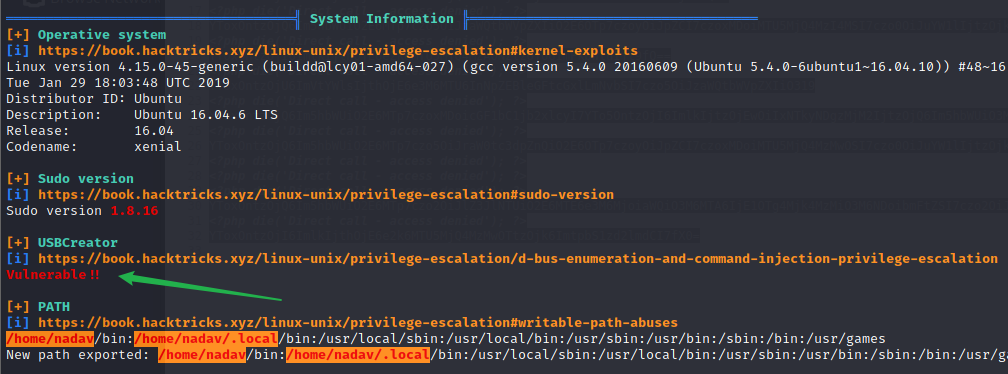 System Information
[+] Operative system
[i] https://book.hacktricks.xyz/linux-unix/privilege-escalation#kernel-exploits
Linux version 4.15.0-45-generic (buildd@lcy01-amd64-027) (gcc version 5.4.0 20160609 (Ubuntu 5.4.0-6ubuntu1~16.04.10)) #48~16
Tue Jan 29 18:03:48 UTC 2019
Distributor ID: Ubuntu
Description: Ubuntu 16.04.6 LTS
Release: 16.04
Codename: xenial
[+] Sudo version
[i] https://book.hacktricks.xyz/linux-unix/privilege-escalation#sudo-version
Sudo version 1.8.16
[+] USBCreator
[i] https://book.hacktricks.xyz/linux-unix/privilege-escalation/d-bus-enumeration-and-command-injection-privilege-escalation
Vulnerable!!
[+] PATH
[i] https://book.hacktricks.xyz/linux-unix/privilege-escalation#writable-path-abuses
/home/nadav/bin:/home/nadav/.local/bin:/usr/local/sbin:/usr/local/bin:/usr/sbin:/usr/bin:/sbin:/bin:/usr/games
New path exported: /home/nadav/bin:/home/nadav/.local/bin:/usr/local/sbin:/usr/local/bin:/usr/sbin:/usr/bin:/sbin:/bin:/usr/ga